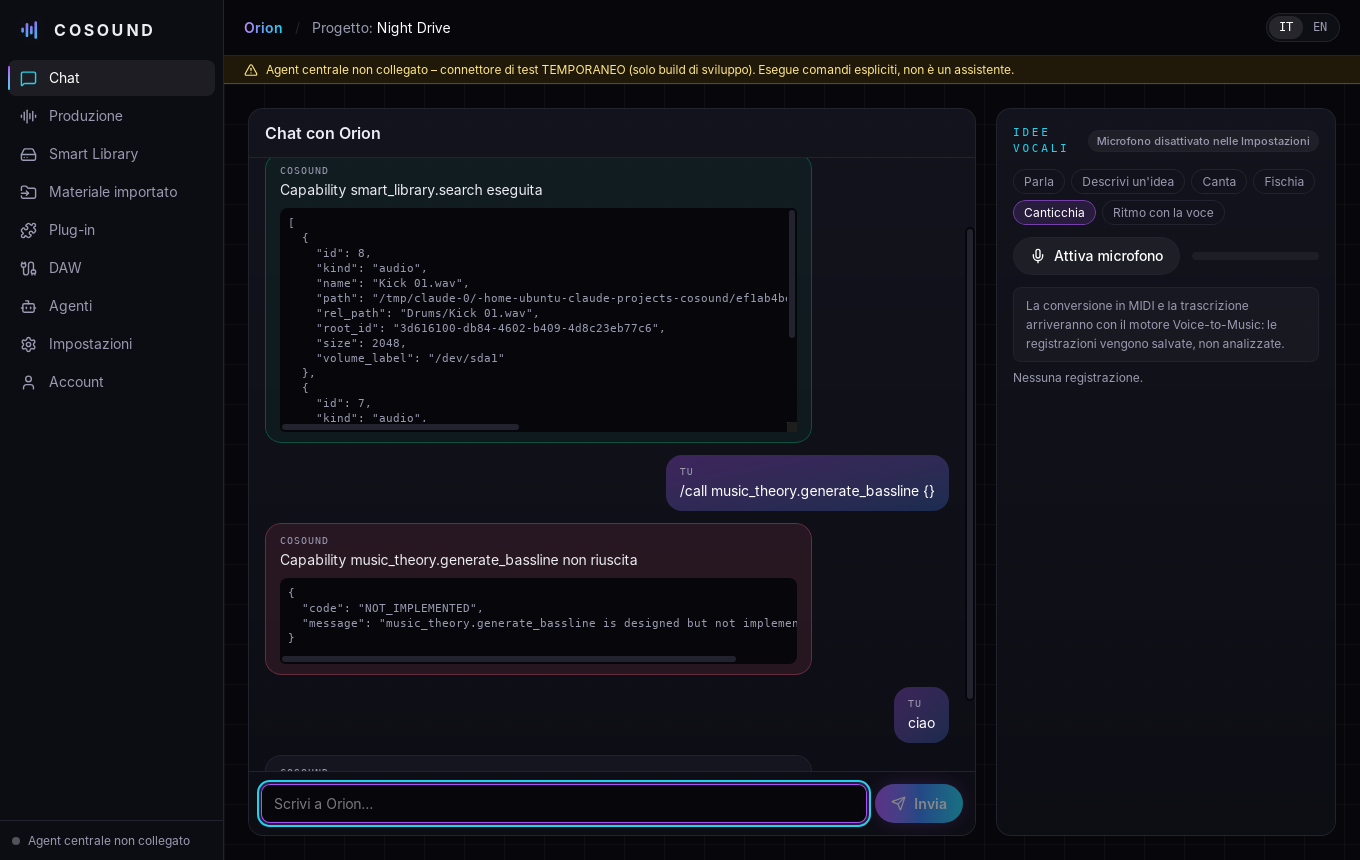 COSOUND
Chat
Produzione
Smart Library
Materiale importato
Plug-in
DAW
Agenti
Impostazioni
Account
Agent centrale non collegato
Orion / Progetto: Night Drive
IT EN
Agent centrale non collegato – connettore di test TEMPORANEO (solo build di sviluppo). Esegue comandi espliciti, non è un assistente.
Chat con Orion
COSOUND
Capability smart_library.search eseguita
[
{
"id": 8,
"kind": "audio",
"name": "Kick 01.wav",
"path": "/tmp/claude-0/-home-ubuntu-claude-projects-cosound/ef1ab4b
"rel_path": "Drums/Kick 01.wav",
"root_id": "3d616100-db84-4602-b409-4d8c23eb77c6",
"size": 2048,
"volume_label": "/dev/sda1"
},
{
"id": 7,
"kind": "audio",
TU
/call music_theory.generate_bassline {}
COSOUND
Capability music_theory.generate_bassline non riuscita
{
"code": "NOT_IMPLEMENTED",
"message": "music_theory.generate_bassline is designed but not implemen
}
TU
ciao
Scrivi a Orion...
Invia
IDEE VOCALI
Microfono disattivato nelle Impostazioni
Parla Descrivi un'idea Canta Fischia
Canticchia Ritmo con la voce
Attiva microfono
La conversione in MIDI e la trascrizione
arriveranno con il motore Voice-to-Music: le
registrazioni vengono salvate, non analizzate.
Nessuna registrazione.